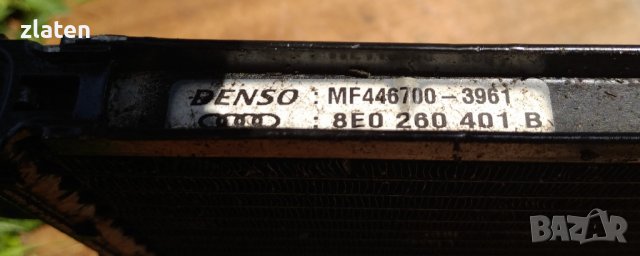 zlaten
DENSO : MF446700-3961
: 8E0 260 401 B
BAZAR